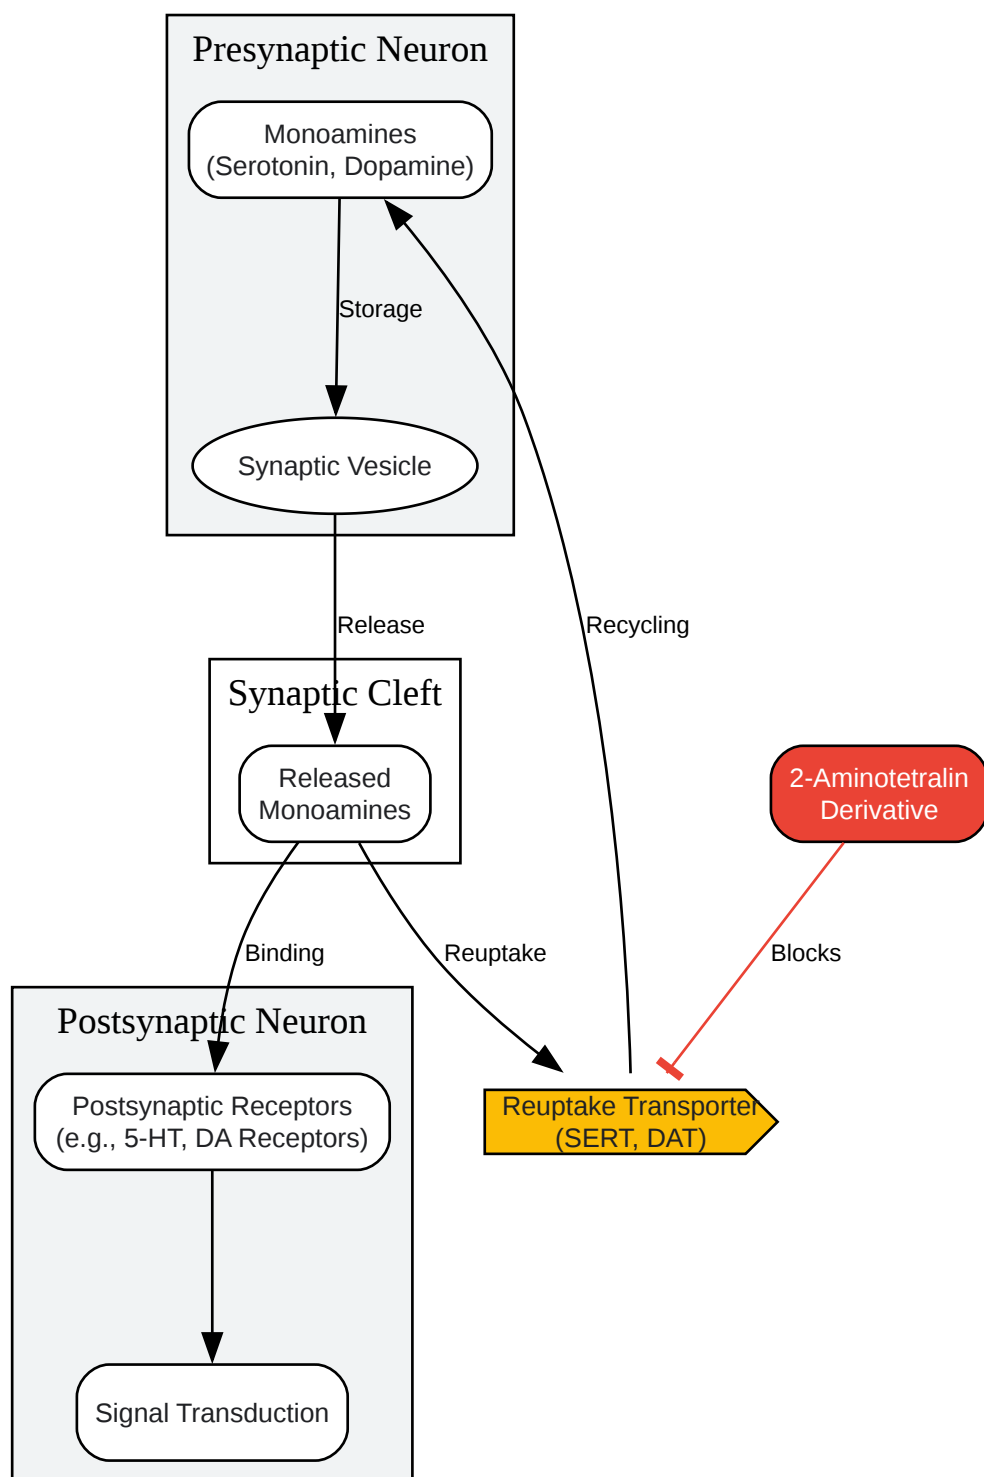 Presynaptic Neuron
Monoamines
(Serotonin, Dopamine)
Storage
Synaptic Vesicle
Release
Recycling
Synaptic Cleft
Released
Monoamines
2-Aminotetralin
Derivative
Binding
Reuptake
Blocks
Postsynaptic Neuron
Postsynaptic Receptors
(e.g., 5-HT, DA Receptors)
Reuptake Transporter
(SERT, DAT)
Signal Transduction